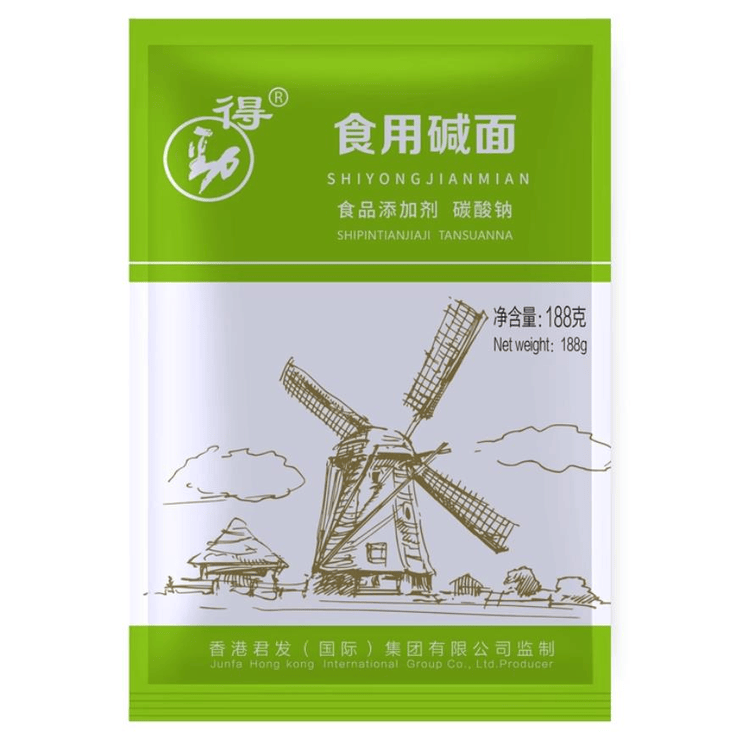 得劲®
食用碱面
SHIYONGJIANMIAN
食品添加剂 碳酸钠
SHIPINTIANJIAJI TANSUANNA
净含量：188克
Net weight：188g
香港君发（国际）集团有限公司监制
Junfa Hong kong International Group Co., Ltd.Producer